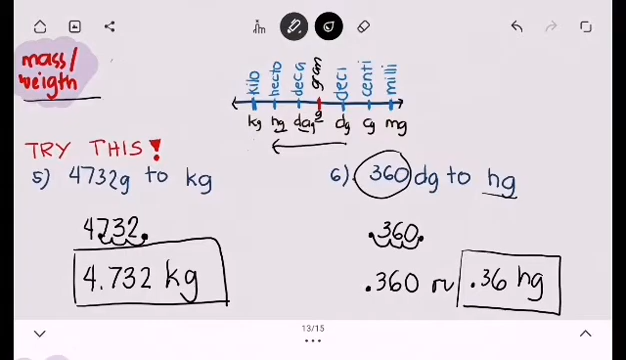 mass/
weigth
kilo hecto deca gram deci centi milli
kg hg dag g dg cg mg
TRY THIS!
5) 4732g to kg
6). 360 dg to hg
4732.
.360.
4.732 kg
.360 or .36 hg
13/15